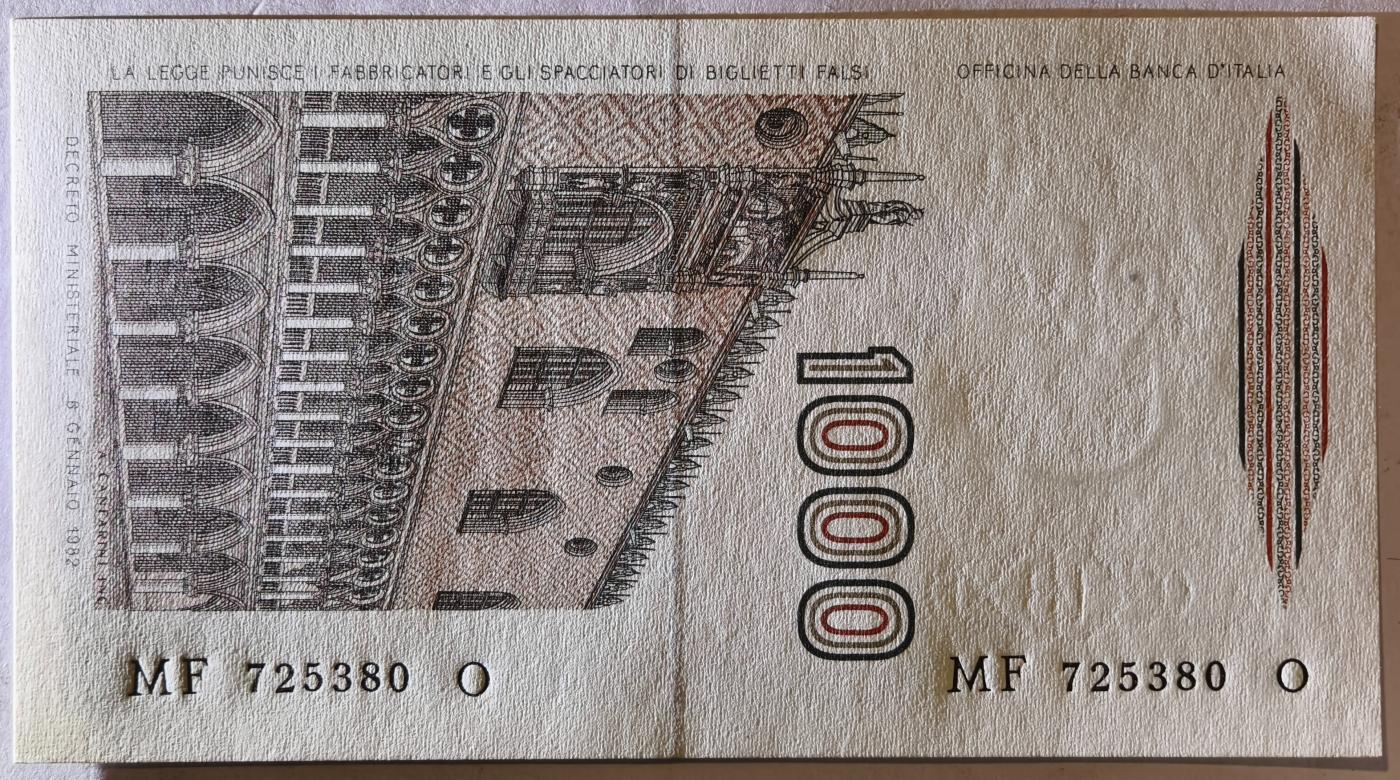 LA LEGGE PUNISCE I FABBRICATORI E GLI SPACCIATORI DI BIGLIETTI FALSI
OFFICINA DELLA BANCA D'ITALIA
DECRETO MINISTERIALE 6 GENNAIO 1982
1000
MF 725380 O
MF 725380 O